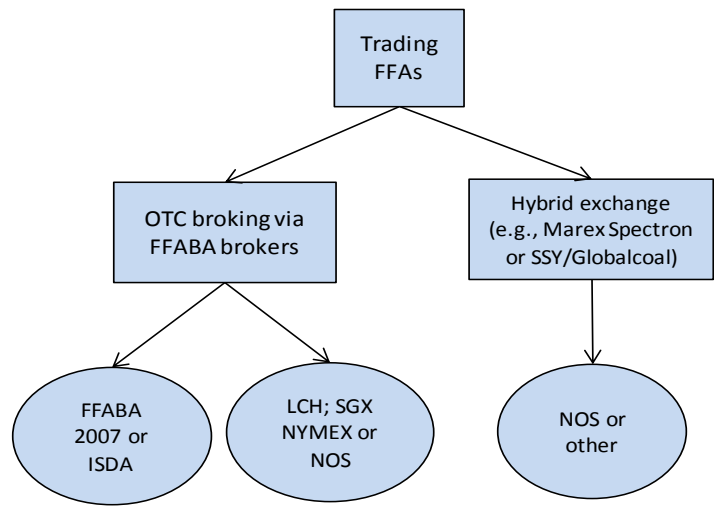 Trading
FFAs
OTC broking via
FFABA brokers
Hybrid exchange
(e.g., Marex Spectron
or SSY/Globalcoal)
FFABA
2007 or
ISDA
LCH; SGX
NYMEX or
NOS
NOS or
other